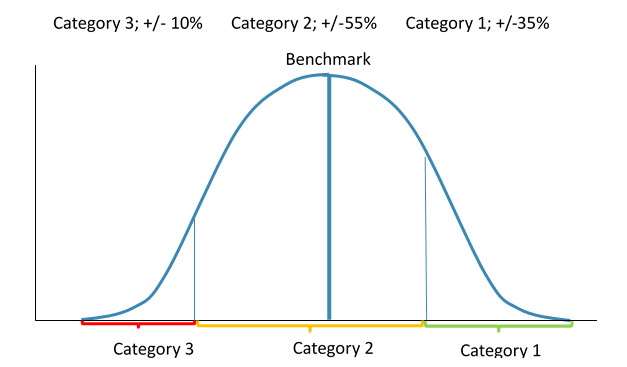 Category 3; +/- 10% Category 2; +/-55% Category 1; +/-35%
Benchmark
Category 3 Category 2 Category 1